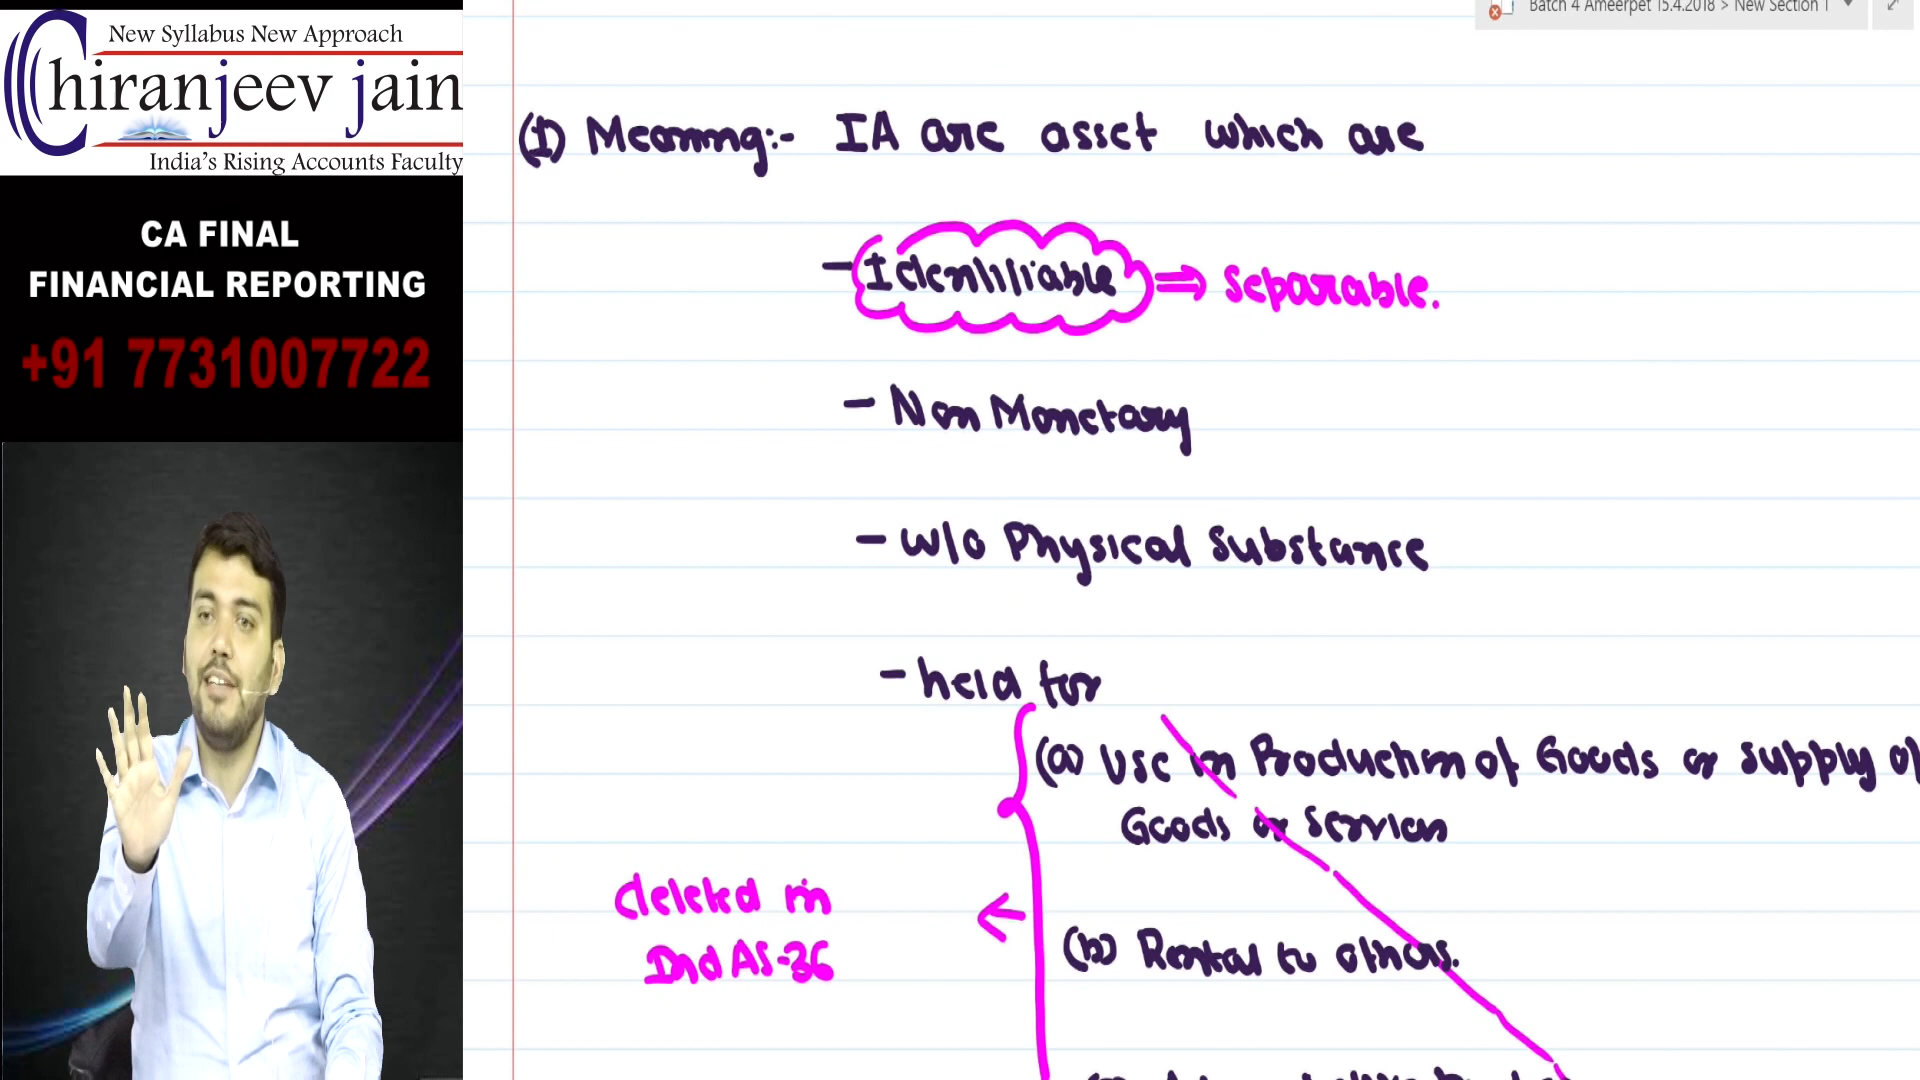 New Syllabus New Approach
Chiranjeev jain
India's Rising Accounts Faculty
CA FINAL
FINANCIAL REPORTING
+91 7731007722
Batch 4 Ameerpet 15.4.2018 > New Section 1
(I) Meaning:- IA are asset which are
- Identifiable ⇒ Separable.
- Non Monetary
- w/o Physical Substance
- held for
(a) Use in Production of Goods or Supply of
Goods or Services
deleted in
Ind AS-36
(b) Rental to others.